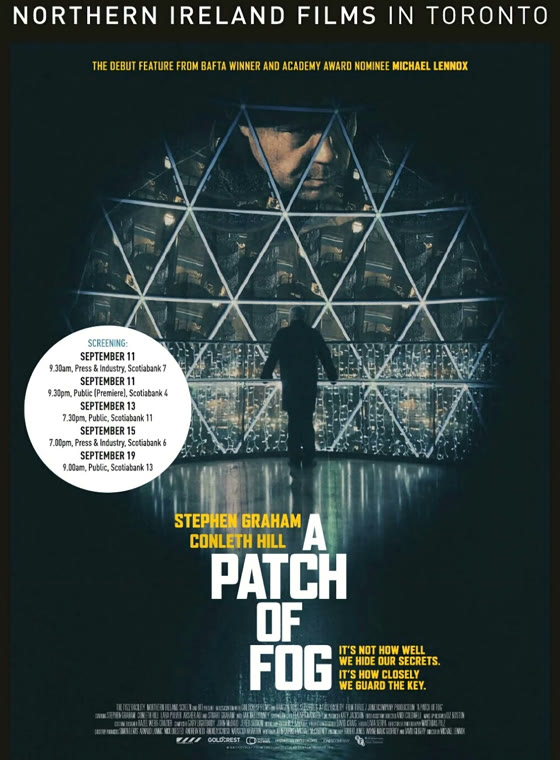 NORTHERN IRELAND FILMS IN TORONTO
THE DEBUT FEATURE FROM BAFTA WINNER AND ACADEMY AWARD NOMINEE MICHAEL LENNOX
SCREENING:
SEPTEMBER 11
9.30am, Press & Industry, Scotiabank 7
SEPTEMBER 11
9.30pm, Public (Premiere), Scotiabank 4
SEPTEMBER 13
7.30pm, Public, Scotiabank 11
SEPTEMBER 15
7.00pm, Press & Industry, Scotiabank 6
SEPTEMBER 19
9.00am, Public, Scotiabank 13
STEPHEN GRAHAM
CONLETH HILL
A
PATCH
OF
FOG
IT'S NOT HOW WELL
WE HIDE OUR SECRETS.
IT'S HOW CLOSELY
WE GUARD THE KEY.
GOLDCREST